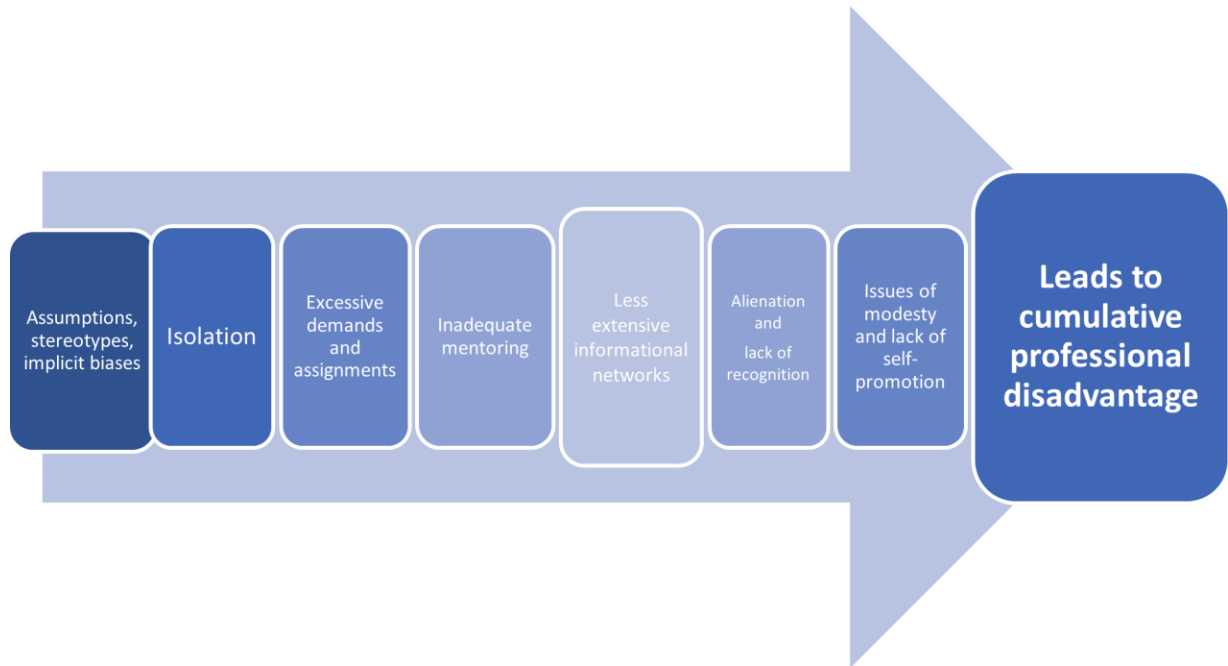 Assumptions,
stereotypes,
implicit biases
Isolation
Excessive
demands
and
assignments
Inadequate
mentoring
Less
extensive
informational
networks
Alienation
and
lack of
recognition
Issues of
modesty
and lack of
self-
promotion
Leads to
cumulative
professional
disadvantage